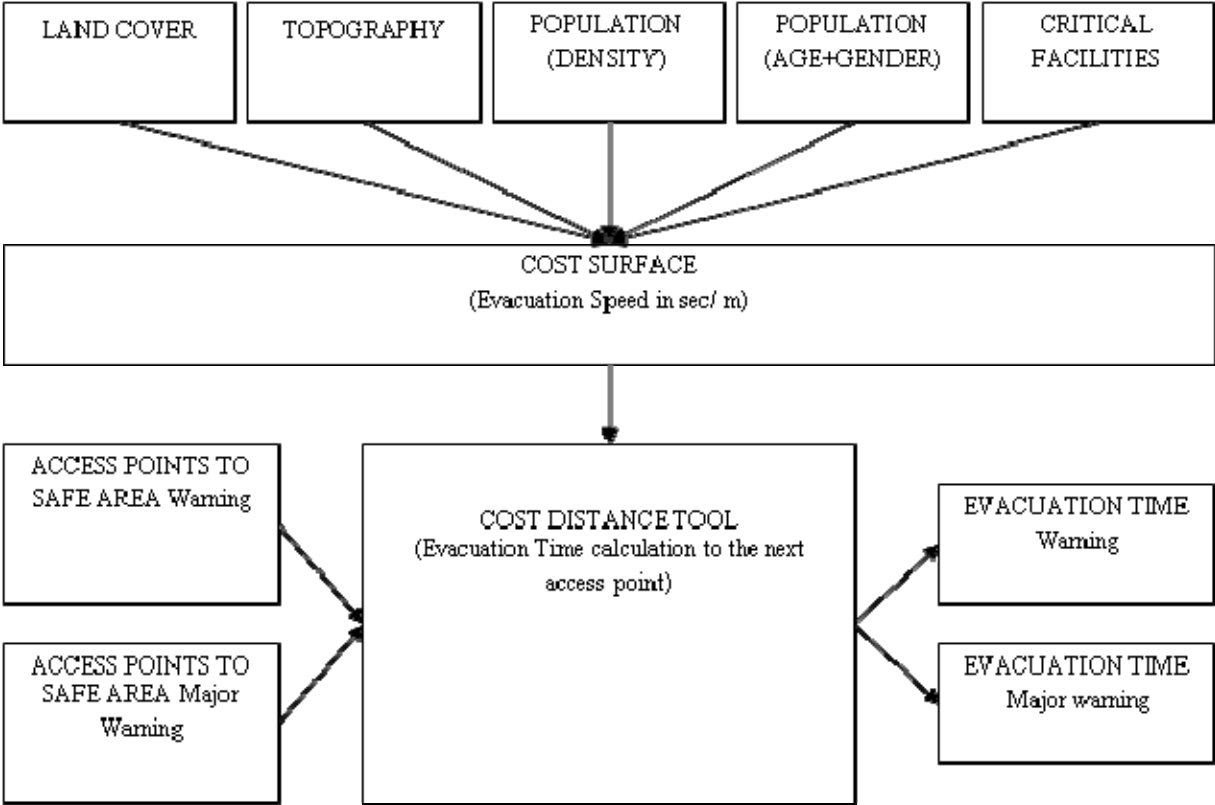 LAND COVER
TOPOGRAPHY
POPULATION
(DENSITY)
POPULATION
(AGE+GENDER)
CRITICAL
FACILITIES
COST SURFACE
(Evacuation Speed in sec/ m)
ACCESS POINTS TO
SAFE AREA Warning
COST DISTANCE TOOL
(Evacuation Time calculation to the next
access point)
EVACUATION TIME
Warning
ACCESS POINTS TO
SAFE AREA Major
Warning
EVACUATION TIME
Major warning